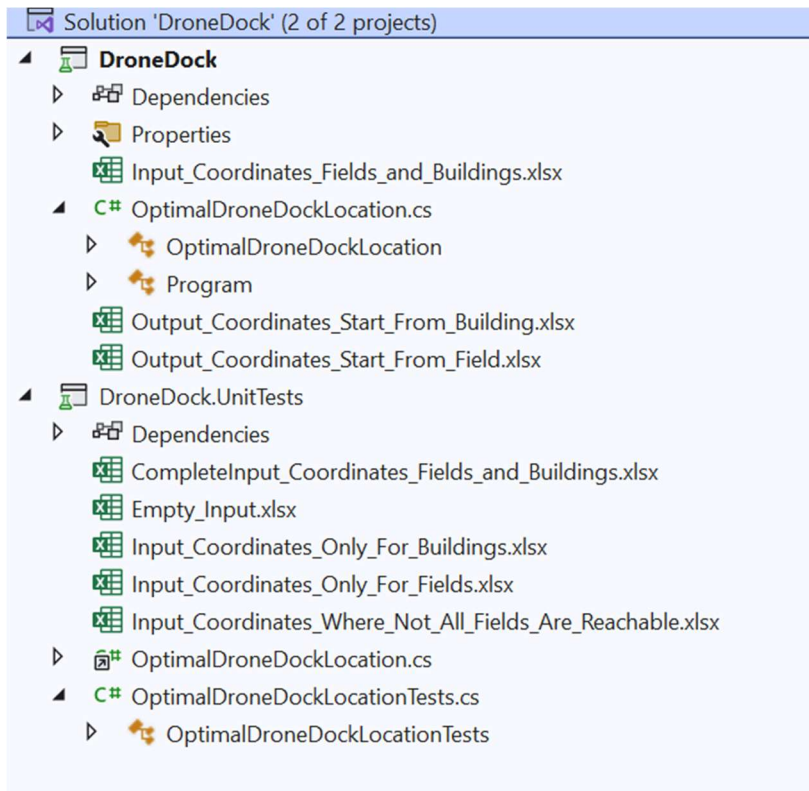 Solution 'DroneDock' (2 of 2 projects)
DroneDock
Dependencies
Properties
Input_Coordinates_Fields_and_Buildings.xlsx
C# OptimalDroneDockLocation.cs
OptimalDroneDockLocation
Program
Output_Coordinates_Start_From_Building.xlsx
Output_Coordinates_Start_From_Field.xlsx
DroneDock.UnitTests
Dependencies
CompleteInput_Coordinates_Fields_and_Buildings.xlsx
Empty_Input.xlsx
Input_Coordinates_Only_For_Buildings.xlsx
Input_Coordinates_Only_For_Fields.xlsx
Input_Coordinates_Where_Not_All_Fields_Are_Reachable.xlsx
OptimalDroneDockLocation.cs
C# OptimalDroneDockLocationTests.cs
OptimalDroneDockLocationTests